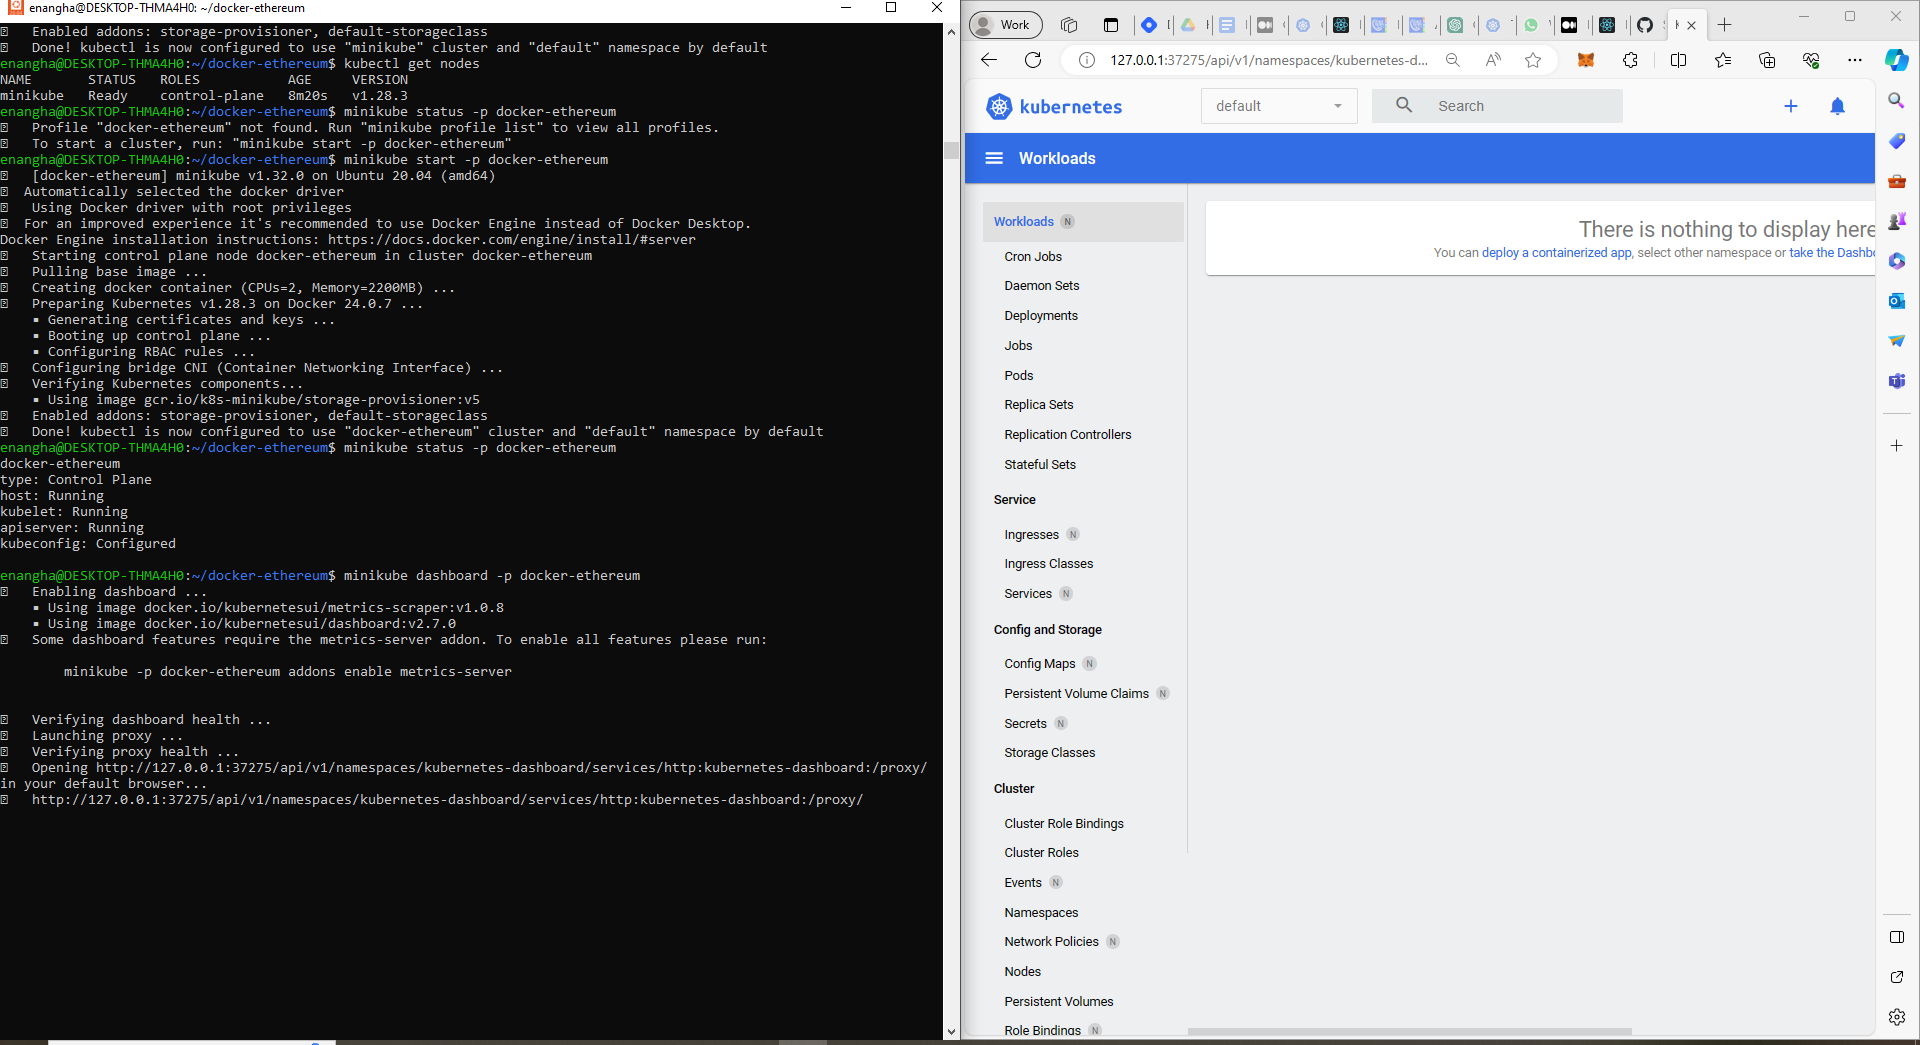 enangha@DESKTOP-THMA4H0: ~/docker-ethereum
Enabled addons: storage-provisioner, default-storageclass
Done! kubectl is now configured to use "minikube" cluster and "default" namespace by default
enangha@DESKTOP-THMA4H0:~/docker-ethereum$ kubectl get nodes
NAME STATUS ROLES AGE VERSION
minikube Ready control-plane 8m20s v1.28.3
enangha@DESKTOP-THMA4H0:~/docker-ethereum$ minikube status -p docker-ethereum
Profile "docker-ethereum" not found. Run "minikube profile list" to view all profiles.
To start a cluster, run: "minikube start -p docker-ethereum"
enangha@DESKTOP-THMA4H0:~/docker-ethereum$ minikube start -p docker-ethereum
[docker-ethereum] minikube v1.32.0 on Ubuntu 20.04 (amd64)
Automatically selected the docker driver
Using Docker driver with root privileges
For an improved experience it's recommended to use Docker Engine instead of Docker Desktop.
Docker Engine installation instructions: https://docs.docker.com/engine/install/#server
Starting control plane node docker-ethereum in cluster docker-ethereum
Pulling base image ...
Creating docker container (CPUs=2, Memory=2200MB) ...
Preparing Kubernetes v1.28.3 on Docker 24.0.7 ...
▪ Generating certificates and keys ...
▪ Booting up control plane ...
▪ Configuring RBAC rules ...
Configuring bridge CNI (Container Networking Interface) ...
Verifying Kubernetes components...
▪ Using image gcr.io/k8s-minikube/storage-provisioner:v5
Enabled addons: storage-provisioner, default-storageclass
Done! kubectl is now configured to use "docker-ethereum" cluster and "default" namespace by default
enangha@DESKTOP-THMA4H0:~/docker-ethereum$ minikube status -p docker-ethereum
docker-ethereum
type: Control Plane
host: Running
kubelet: Running
apiserver: Running
kubeconfig: Configured
enangha@DESKTOP-THMA4H0:~/docker-ethereum$ minikube dashboard -p docker-ethereum
Enabling dashboard ...
▪ Using image docker.io/kubernetesui/metrics-scraper:v1.0.8
▪ Using image docker.io/kubernetesui/dashboard:v2.7.0
Some dashboard features require the metrics-server addon. To enable all features please run:
minikube -p docker-ethereum addons enable metrics-server
Verifying dashboard health ...
Launching proxy ...
Verifying proxy health ...
Opening http://127.0.0.1:37275/api/v1/namespaces/kubernetes-dashboard/services/http:kubernetes-dashboard:/proxy/
in your default browser...
http://127.0.0.1:37275/api/v1/namespaces/kubernetes-dashboard/services/http:kubernetes-dashboard:/proxy/
Work
127.0.0.1:37275/api/v1/namespaces/kubernetes-d...
kubernetes
default
Search
Workloads
Workloads N
Cron Jobs
Daemon Sets
Deployments
Jobs
Pods
Replica Sets
Replication Controllers
Stateful Sets
Service
Ingresses N
Ingress Classes
Services N
Config and Storage
Config Maps N
Persistent Volume Claims N
Secrets N
Storage Classes
Cluster
Cluster Role Bindings
Cluster Roles
Events N
Namespaces
Network Policies N
Nodes
Persistent Volumes
Role Bindings N
There is nothing to display here
You can deploy a containerized app, select other namespace or take the Dashbo